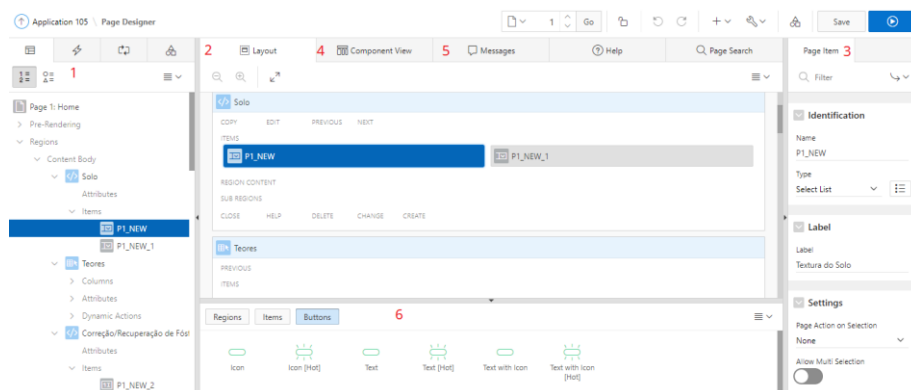 Application 105 \ Page Designer
1 Go Save
2 Layout 4 Component View 5 Messages Help Page Search Page Item 3
1
Filter
Page 1: Home
Pre-Rendering
Regions
Content Body
Solo
Attributes
Items
P1_NEW
P1_NEW_1
Teores
Columns
Attributes
Dynamic Actions
Correção/Recuperação de Fós
Attributes
Items
P1_NEW_2
Solo
COPY EDIT PREVIOUS NEXT
ITEMS
P1_NEW P1_NEW_1
REGION CONTENT
SUB REGIONS
CLOSE HELP DELETE CHANGE CREATE
Teores
PREVIOUS
ITEMS
Regions Items Buttons 6
Icon Icon [Hot] Text Text [Hot] Text with Icon Text with Icon
[Hot]
Identification
Name
P1_NEW
Type
Select List
Label
Label
Textura do Solo
Settings
Page Action on Selection
None
Allow Multi Selection